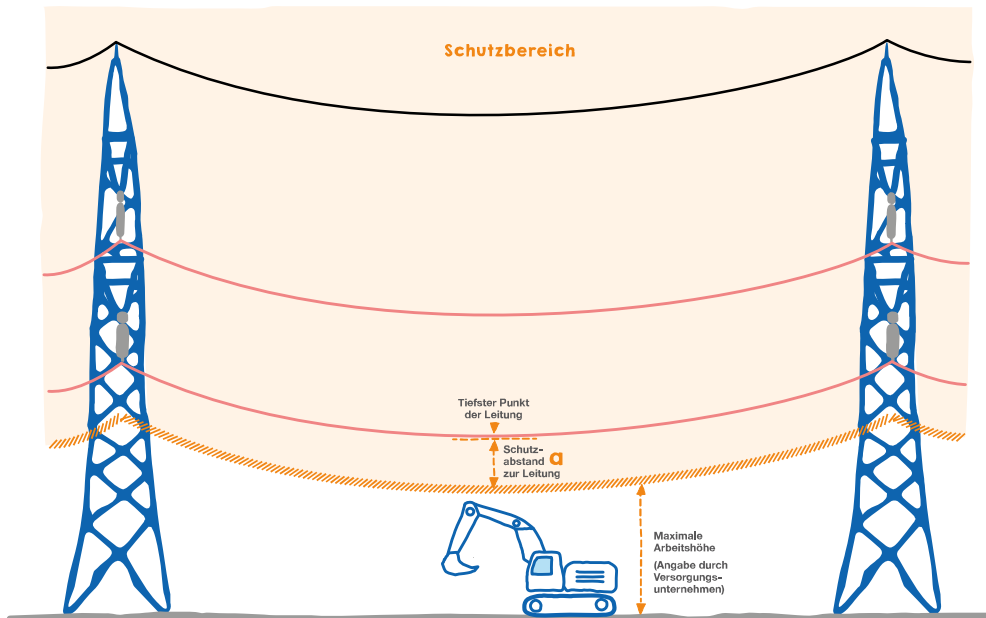 Schutzbereich
Tiefster Punkt
der Leitung
Schutz-
abstand a
zur Leitung
Maximale
Arbeitshöhe
(Angabe durch
Versorgungs-
unternehmen)